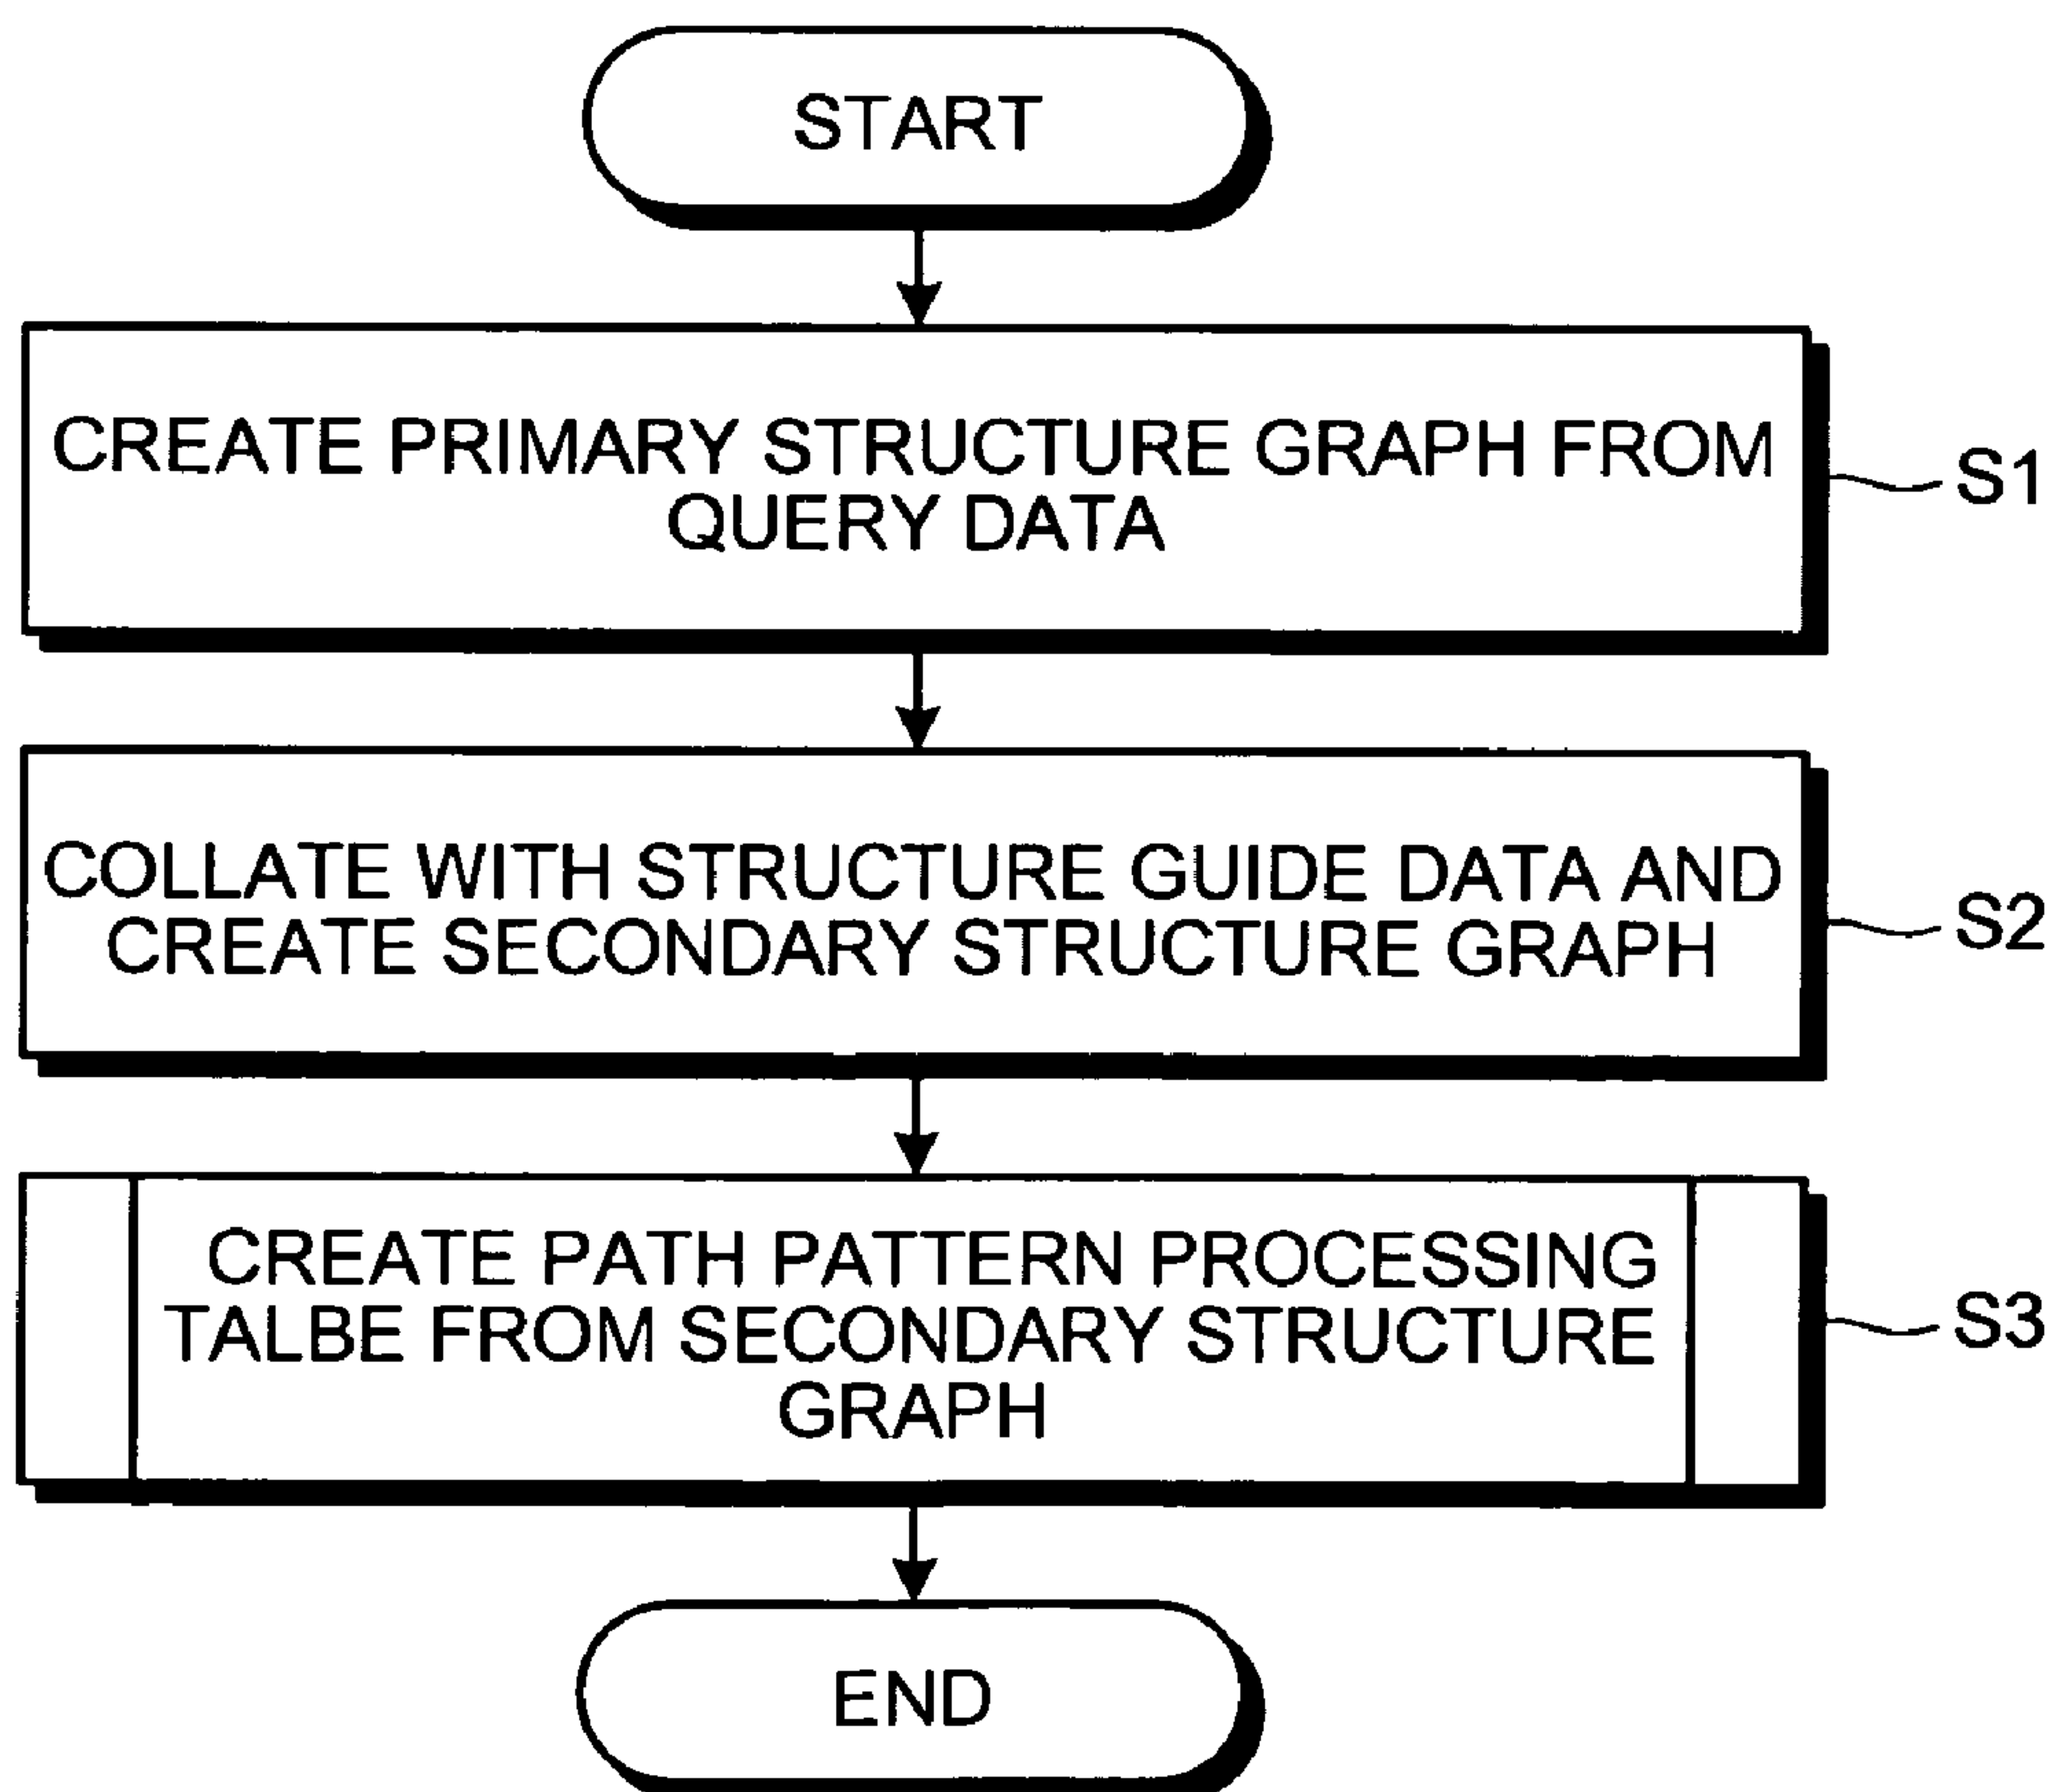 START
CREATE PRIMARY STRUCTURE GRAPH FROM
QUERY DATA
S1
COLLATE WITH STRUCTURE GUIDE DATA AND
CREATE SECONDARY STRUCTURE GRAPH
S2
CREATE PATH PATTERN PROCESSING
TALBE FROM SECONDARY STRUCTURE
GRAPH
S3
END